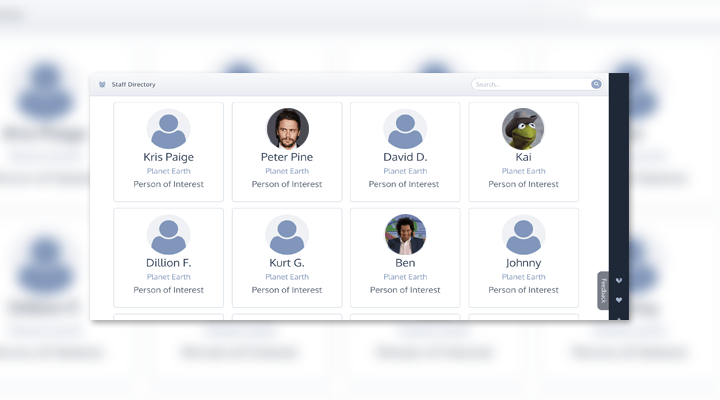 Staff Directory
Search...
Kris Paige
Planet Earth
Person of Interest
Peter Pine
Planet Earth
Person of Interest
David D.
Planet Earth
Person of Interest
Kai
Planet Earth
Person of Interest
Dillion F.
Planet Earth
Person of Interest
Kurt G.
Planet Earth
Person of Interest
Ben
Planet Earth
Person of Interest
Johnny
Planet Earth
Person of Interest
Feedback